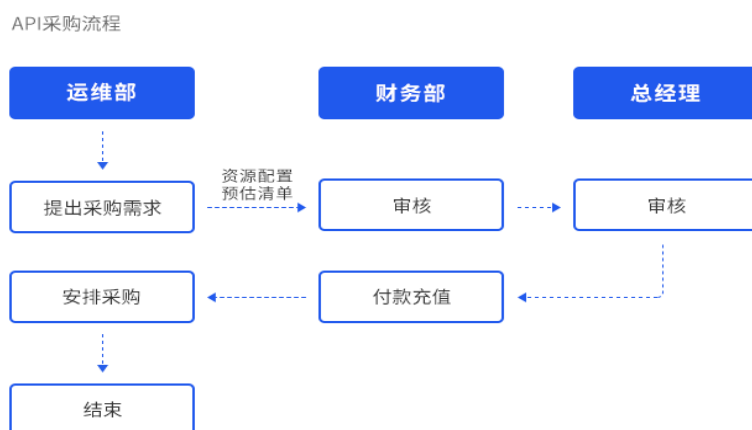 API采购流程
运维部
财务部
总经理
资源配置
预估清单
提出采购需求
审核
审核
安排采购
付款充值
结束